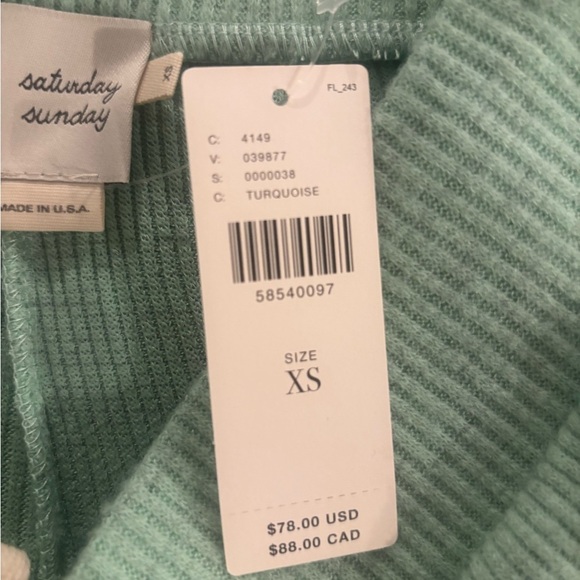 saturday
sunday
XS
MADE IN U.S.A.
FL_243
C: 4149
V: 039877
S: 0000038
C: TURQUOISE
58540097
SIZE
XS
$78.00 USD
$88.00 CAD